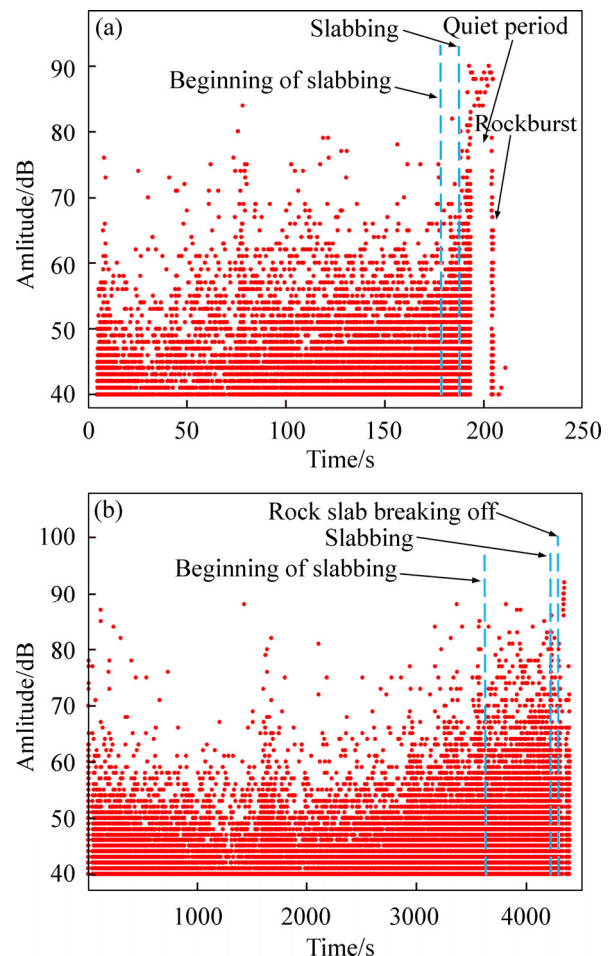 (a)
Slabbing
Quiet period
Beginning of slabbing
Rockburst
90
80
70
60
50
40
Amlitude/dB
0 50 100 150 200 250
Time/s
(b)
Rock slab breaking off
Slabbing
Beginning of slabbing
100
90
80
70
60
50
40
Amlitude/dB
1000 2000 3000 4000
Time/s